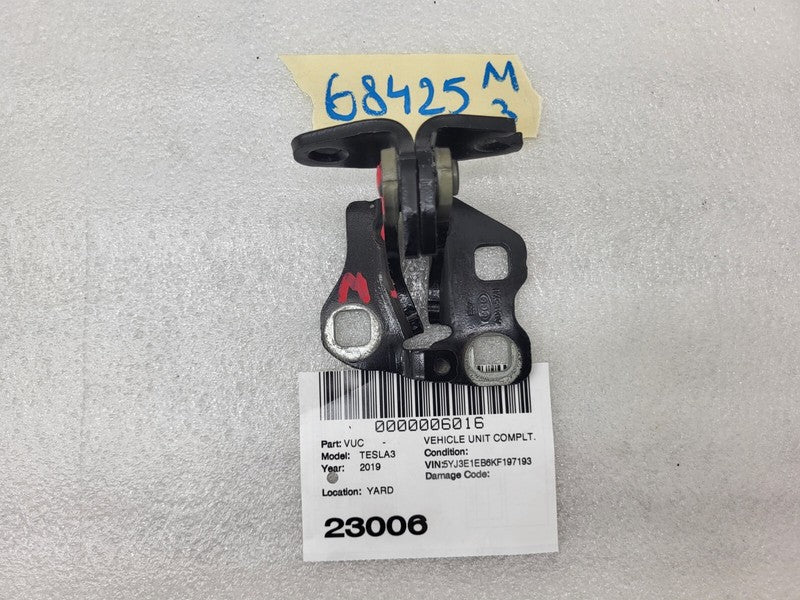 68425 M
3
M
0000006016
Part: VUC - VEHICLE UNIT COMPLT.
Model: TESLA3 Condition:
Year: 2019 VIN:5YJ3E1EB6KF197193
Damage Code:
Location: YARD
23006